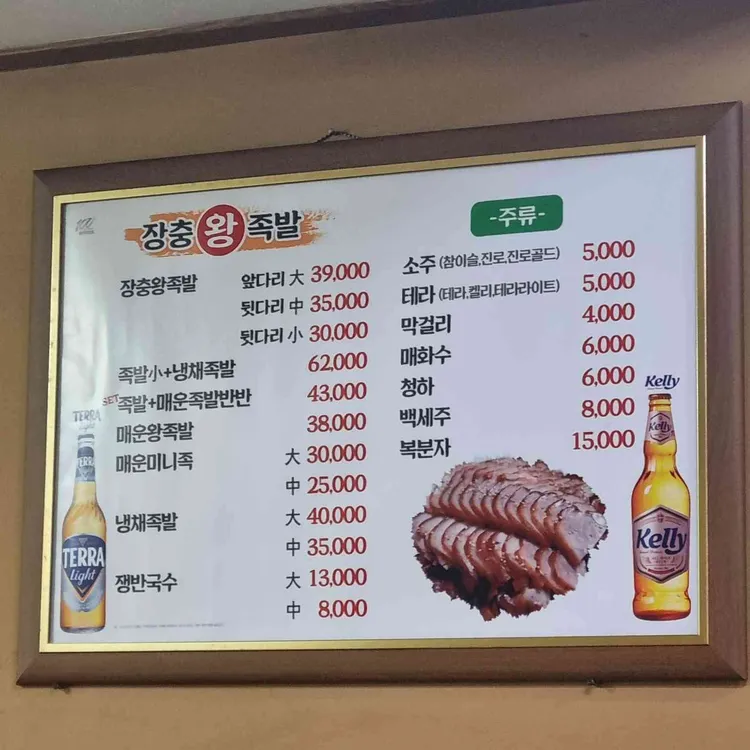 장충왕족발
장충왕족발 앞다리 大 39,000
뒷다리 中 35,000
뒷다리 小 30,000
족발小+냉채족발 62,000
SET 족발+매운족발반반 43,000
매운왕족발 38,000
매운미니족 大 30,000
中 25,000
냉채족발 大 40,000
中 35,000
쟁반국수 大 13,000
中 8,000
-주류-
소주 (참이슬,진로,진로골드) 5,000
테라 (테라,켈리,테라라이트) 5,000
막걸리 4,000
매화수 6,000
청하 6,000
백세주 8,000
복분자 15,000
TERRA
light
TERRA
TERRA
light
Kelly
Kelly
Kelly